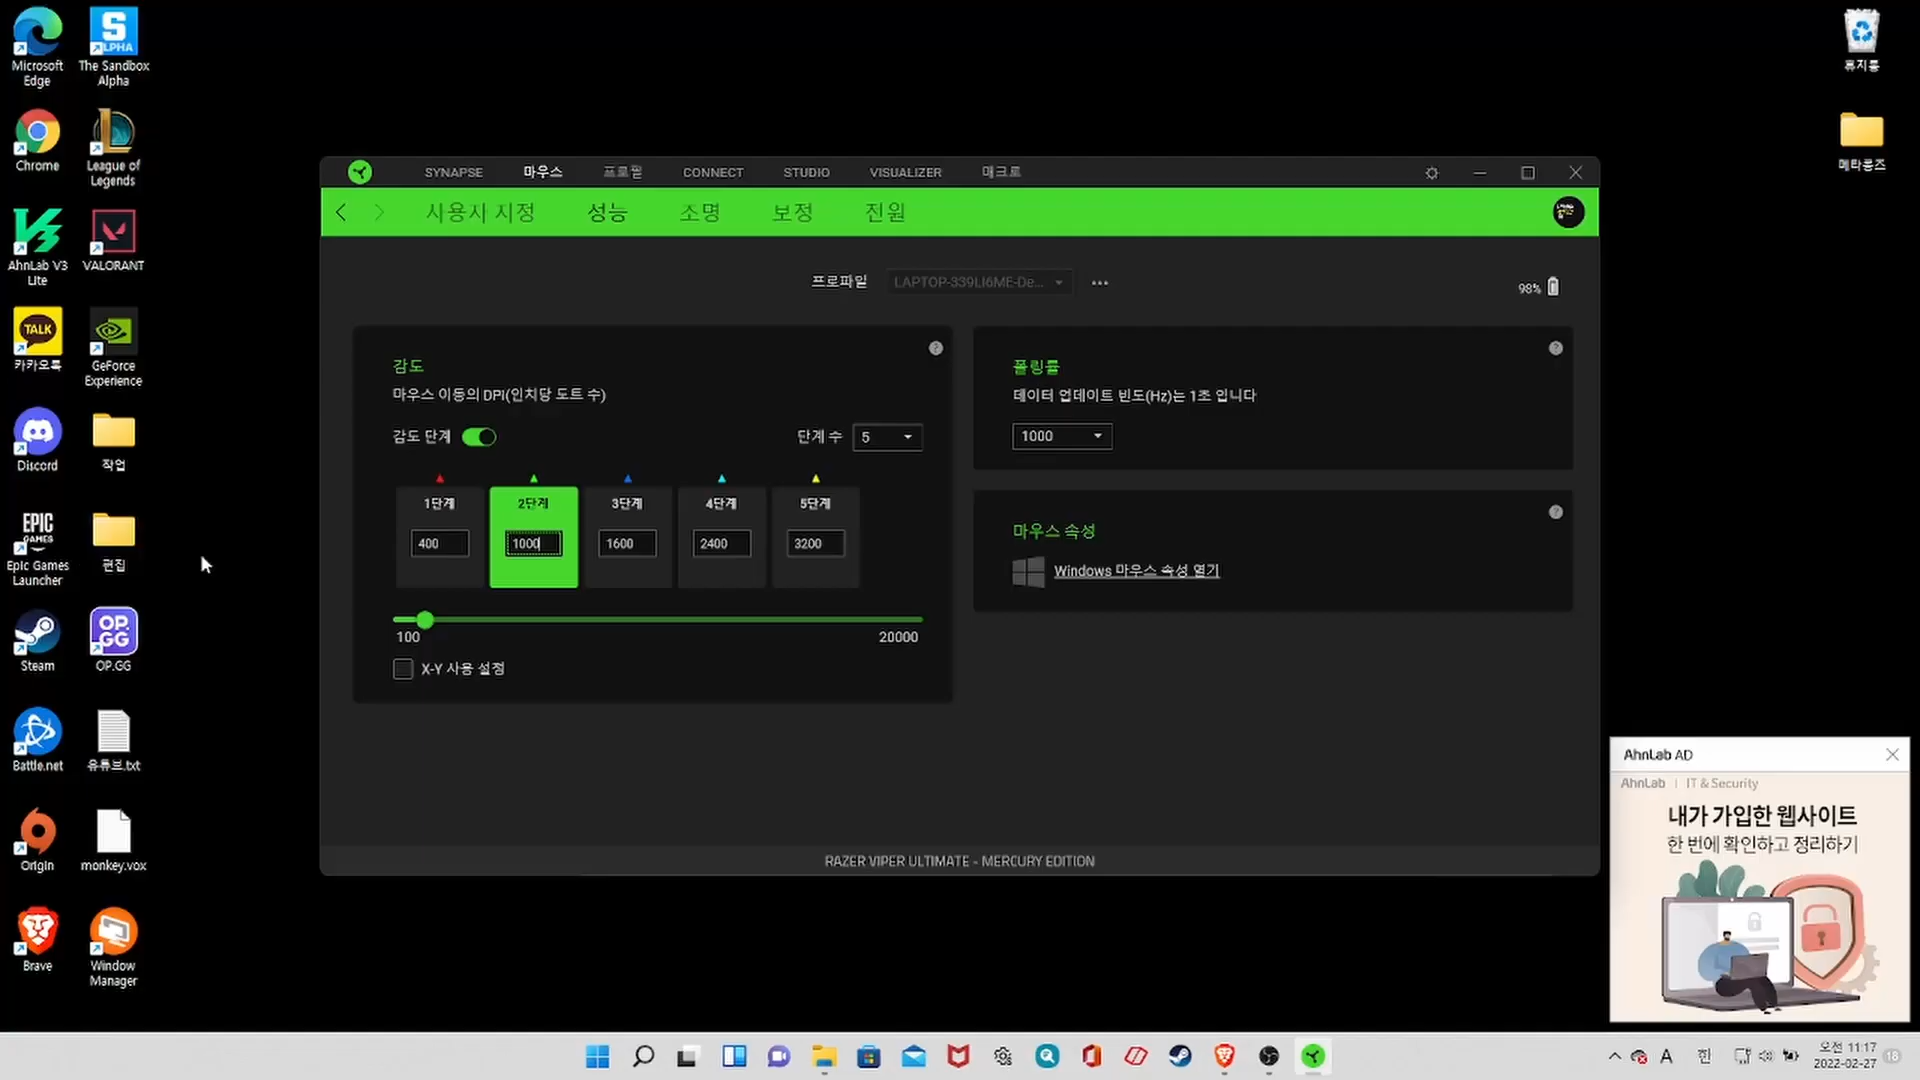 Microsoft Edge
The Sandbox Alpha
Chrome
League of Legends
AhnLab V3 Lite
VALORANT
TALK
카카오톡
GeForce Experience
Discord
작업
EPIC GAMES
Epic Games Launcher
편집
Steam
OP.GG
OP.GG
Battle.net
유튜브.txt
Origin
monkey.vox
Brave
Window Manager
휴지통
메타콩즈
SYNAPSE 마우스 프로필 CONNECT STUDIO VISUALIZER 매크로
사용자 지정 성능 조명 보정 전원
프로파일 LAPTOP-339LI6ME-De... ...
98%
감도
마우스 이동의 DPI(인치당 도트 수)
감도 단계 단계 수 5
1단계 2단계 3단계 4단계 5단계
400 1000 1600 2400 3200
100 20000
X-Y 사용 설정
폴링률
데이터 업데이트 빈도(Hz)는 1초 입니다
1000
마우스 속성
Windows 마우스 속성 열기
RAZER VIPER ULTIMATE - MERCURY EDITION
AhnLab AD
AhnLab | IT & Security
내가 가입한 웹사이트
한 번에 확인하고 정리하기
A 한 오전 11:17
2022-02-27 18